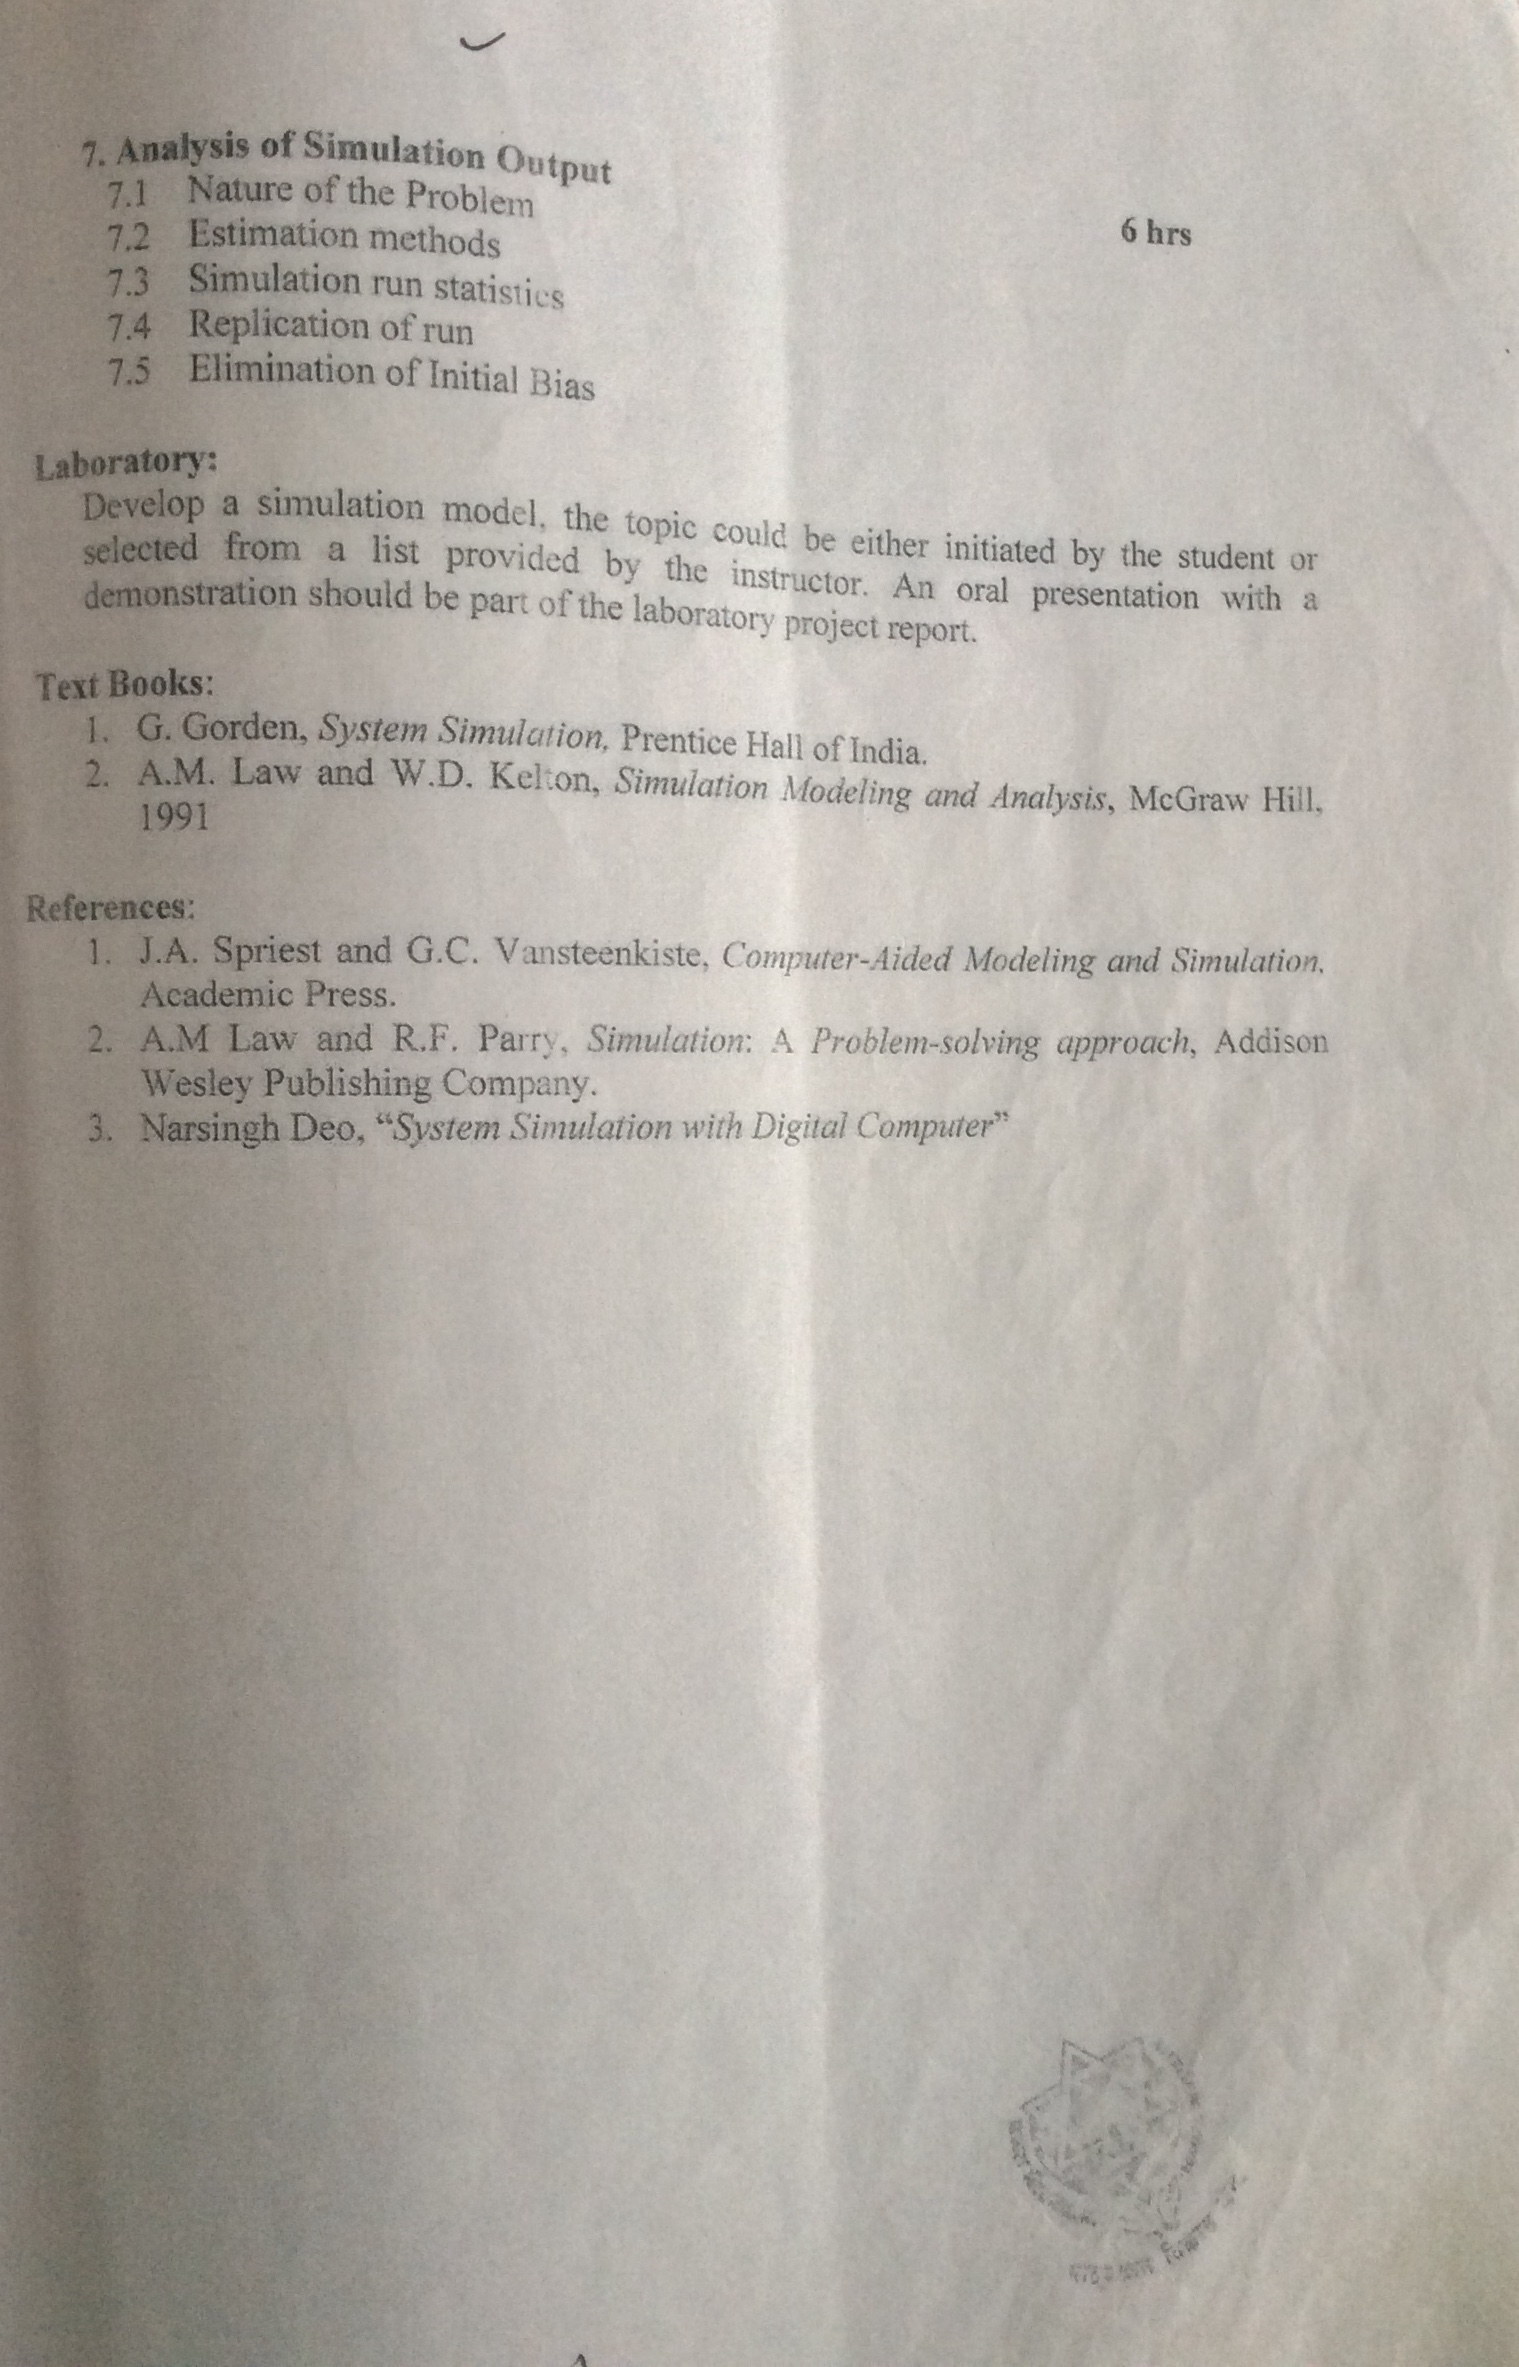 7. Analysis of Simulation Output
7.1 Nature of the Problem
6 hrs
7.2 Estimation methods
7.3 Simulation run statistics
7.4 Replication of run
7.5 Elimination of Initial Bias
Laboratory:
Develop a simulation model, the topic could be either initiated by the student or
selected from a list provided by the instructor. An oral presentation with a
demonstration should be part of the laboratory project report.
Text Books:
1. G. Gorden, System Simulation, Prentice Hall of India.
2. A.M. Law and W.D. Kelton, Simulation Modeling and Analysis, McGraw Hill,
1991
References:
1. J.A. Spriest and G.C. Vansteenkiste, Computer-Aided Modeling and Simulation,
Academic Press.
2. A.M Law and R.F. Parry, Simulation: A Problem-solving approach, Addison
Wesley Publishing Company.
3. Narsingh Deo, “System Simulation with Digital Computer”